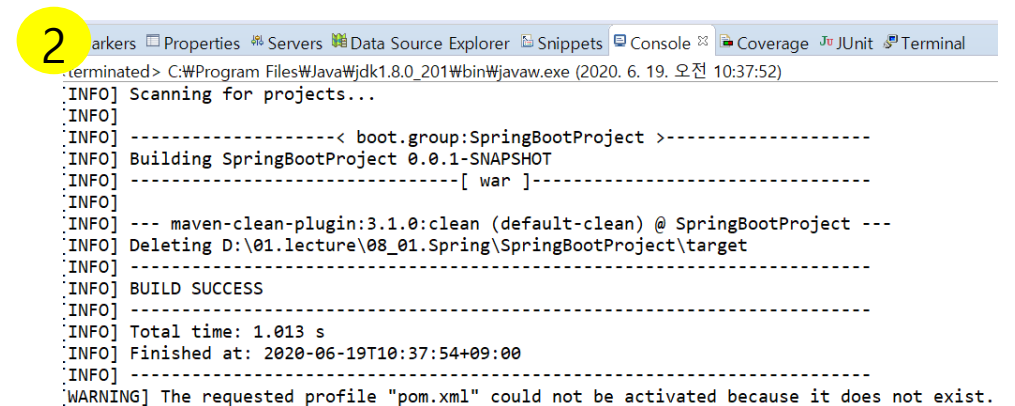 2
arkers Properties Servers Data Source Explorer Snippets Console Coverage JUnit Terminal
<terminated> C:₩Program Files₩Java₩jdk1.8.0_201₩bin₩javaw.exe (2020. 6. 19. 오전 10:37:52)
[INFO] Scanning for projects...
[INFO]
[INFO] -------------------< boot.group:SpringBootProject >-------------------
[INFO] Building SpringBootProject 0.0.1-SNAPSHOT
[INFO] --------------------------------[ war ]---------------------------------
[INFO]
[INFO] --- maven-clean-plugin:3.1.0:clean (default-clean) @ SpringBootProject ---
[INFO] Deleting D:\01.lecture\08_01.Spring\SpringBootProject\target
[INFO] ------------------------------------------------------------------------
[INFO] BUILD SUCCESS
[INFO] ------------------------------------------------------------------------
[INFO] Total time: 1.013 s
[INFO] Finished at: 2020-06-19T10:37:54+09:00
[INFO] ------------------------------------------------------------------------
[WARNING] The requested profile "pom.xml" could not be activated because it does not exist.